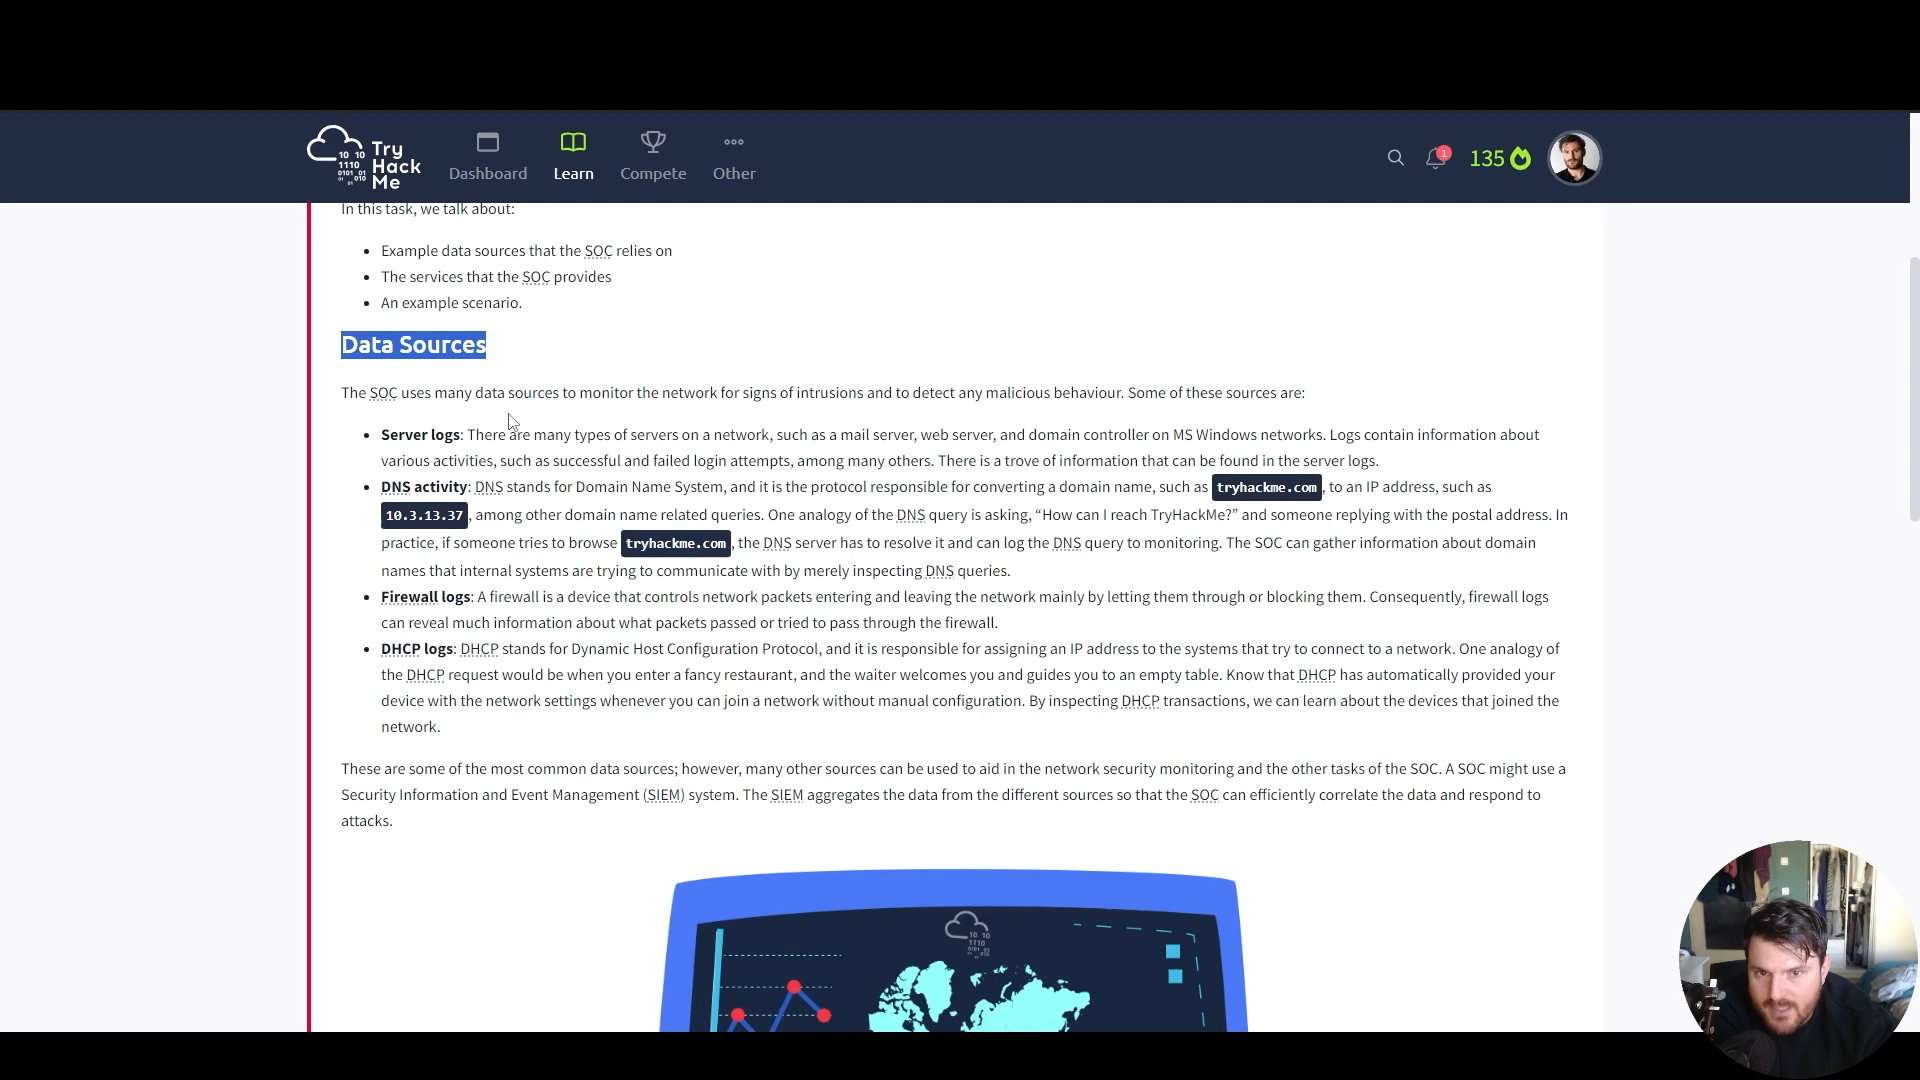 Try
Hack
Me
10 10
1110
0101 01
01 010
Dashboard
Learn
Compete
Other
1
135
In this task, we talk about:
Example data sources that the SOC relies on
The services that the SOC provides
An example scenario.
Data Sources
The SOC uses many data sources to monitor the network for signs of intrusions and to detect any malicious behaviour. Some of these sources are:
Server logs: There are many types of servers on a network, such as a mail server, web server, and domain controller on MS Windows networks. Logs contain information about
various activities, such as successful and failed login attempts, among many others. There is a trove of information that can be found in the server logs.
DNS activity: DNS stands for Domain Name System, and it is the protocol responsible for converting a domain name, such as tryhackme.com, to an IP address, such as
10.3.13.37, among other domain name related queries. One analogy of the DNS query is asking, “How can I reach TryHackMe?” and someone replying with the postal address. In
practice, if someone tries to browse tryhackme.com, the DNS server has to resolve it and can log the DNS query to monitoring. The SOC can gather information about domain
names that internal systems are trying to communicate with by merely inspecting DNS queries.
Firewall logs: A firewall is a device that controls network packets entering and leaving the network mainly by letting them through or blocking them. Consequently, firewall logs
can reveal much information about what packets passed or tried to pass through the firewall.
DHCP logs: DHCP stands for Dynamic Host Configuration Protocol, and it is responsible for assigning an IP address to the systems that try to connect to a network. One analogy of
the DHCP request would be when you enter a fancy restaurant, and the waiter welcomes you and guides you to an empty table. Know that DHCP has automatically provided your
device with the network settings whenever you can join a network without manual configuration. By inspecting DHCP transactions, we can learn about the devices that joined the
network.
These are some of the most common data sources; however, many other sources can be used to aid in the network security monitoring and the other tasks of the SOC. A SOC might use a
Security Information and Event Management (SIEM) system. The SIEM aggregates the data from the different sources so that the SOC can efficiently correlate the data and respond to
attacks.
10 10
1110